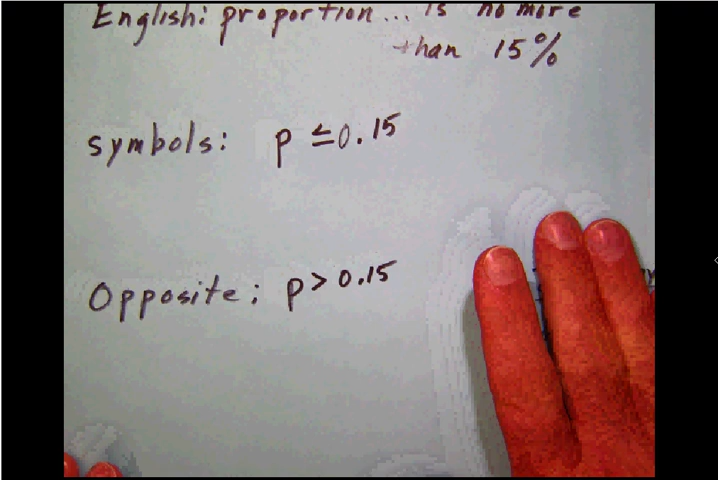 English: proportion... is no more
than 15%
symbols: p ≤ 0.15
Opposite: p > 0.15